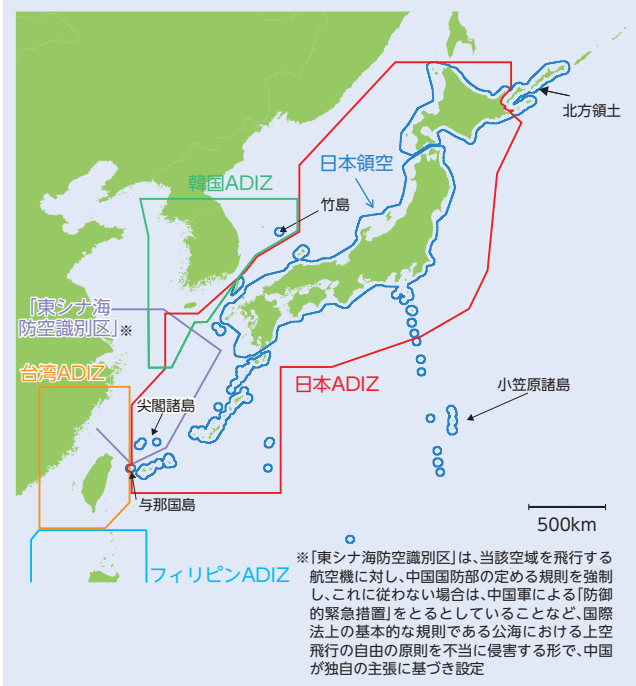 北方領土
日本領空
韓国ADIZ
竹島
「東シナ海
防空識別区」※
台湾ADIZ
日本ADIZ
尖閣諸島
小笠原諸島
与那国島
500km
フィリピンADIZ
※「東シナ海防空識別区」は、当該空域を飛行する
航空機に対し、中国国防部の定める規則を強制
し、これに従わない場合は、中国軍による「防御
的緊急措置」をとるとしていることなど、国際
法上の基本的な規則である公海における上空
飛行の自由の原則を不当に侵害する形で、中国
が独自の主張に基づき設定